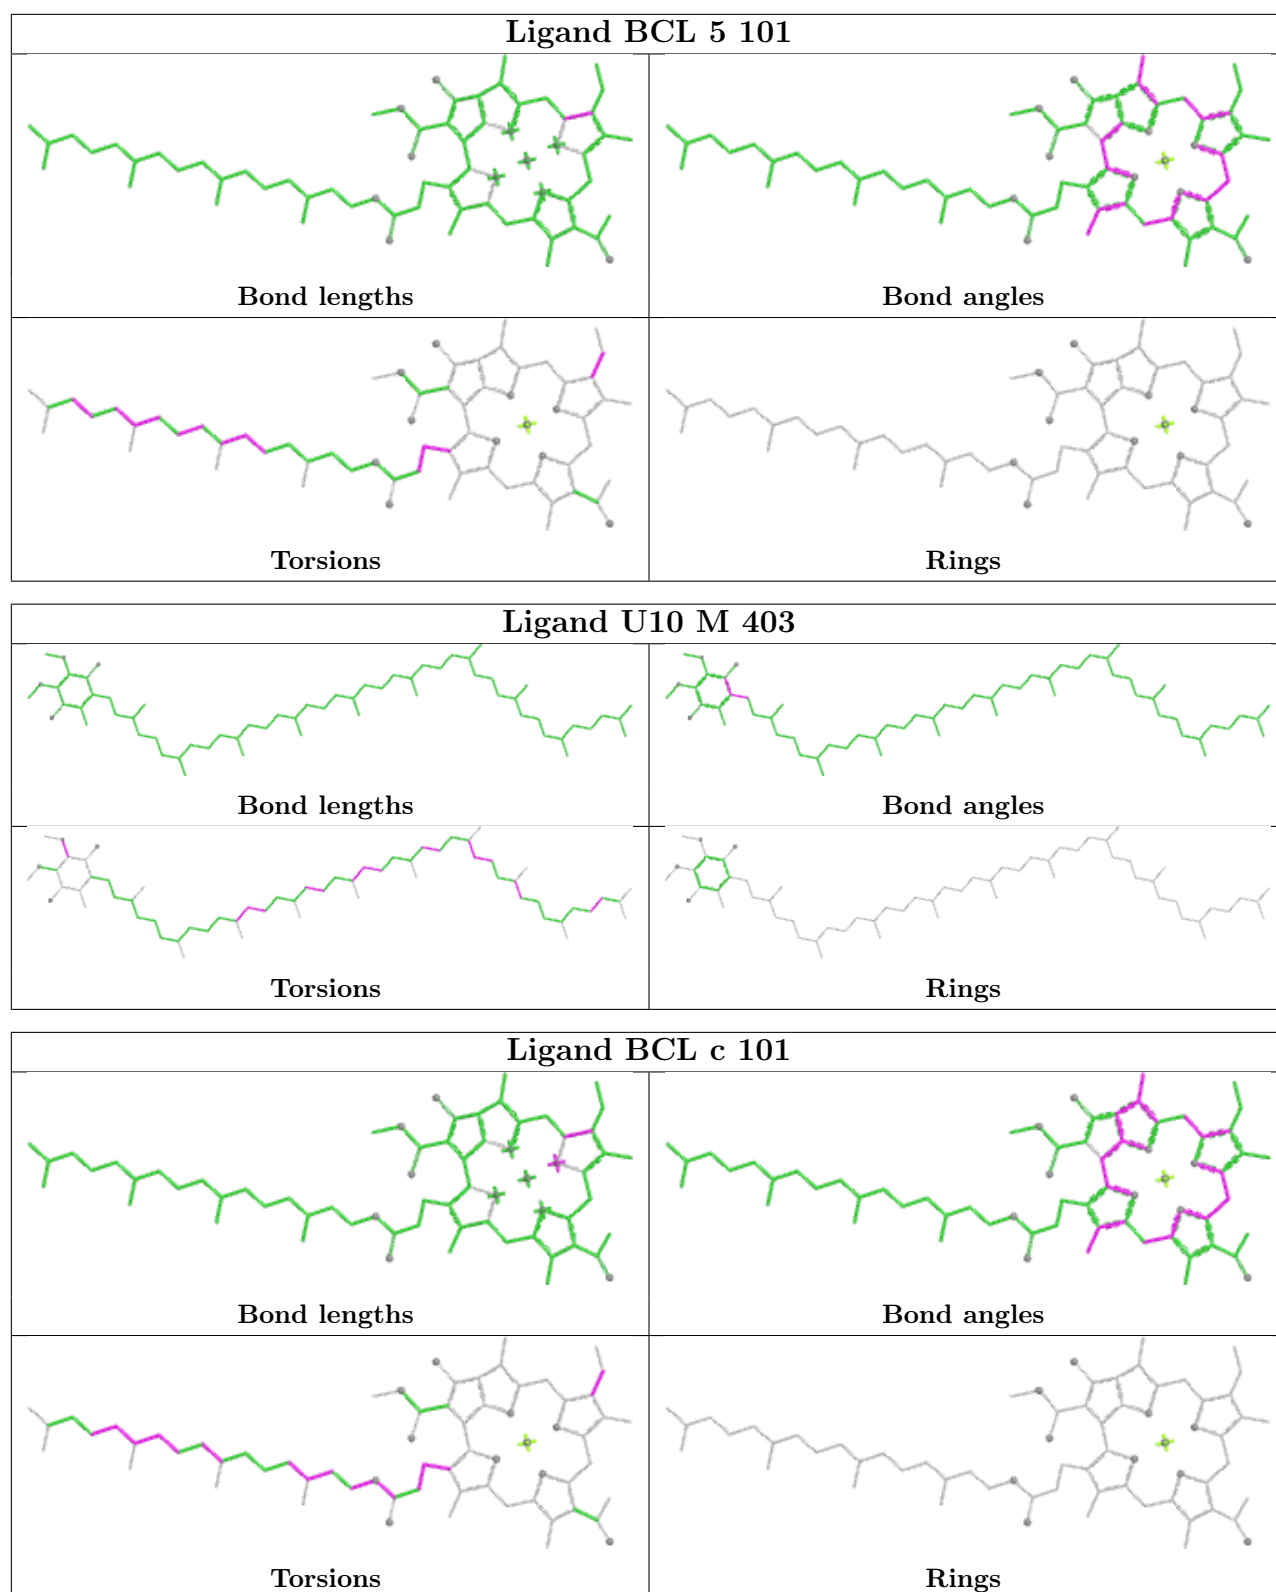 Ligand BCL 5 101
Bond lengths
Bond angles
Torsions
Rings
Ligand U10 M 403
Bond lengths
Bond angles
Torsions
Rings
Ligand BCL c 101
Bond lengths
Bond angles
Torsions
Rings